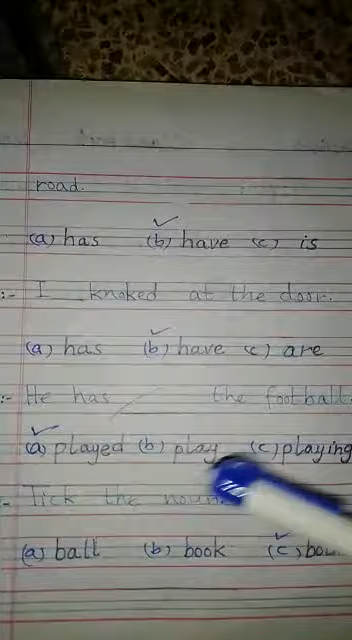 road.
(a) has (b) have (c) is
:- I knoked at the door.
(a) has (b) have (c) are
:- He has the football
(a) played (b) play (c) playing
:- Tick the noun
(a) ball (b) book (c)